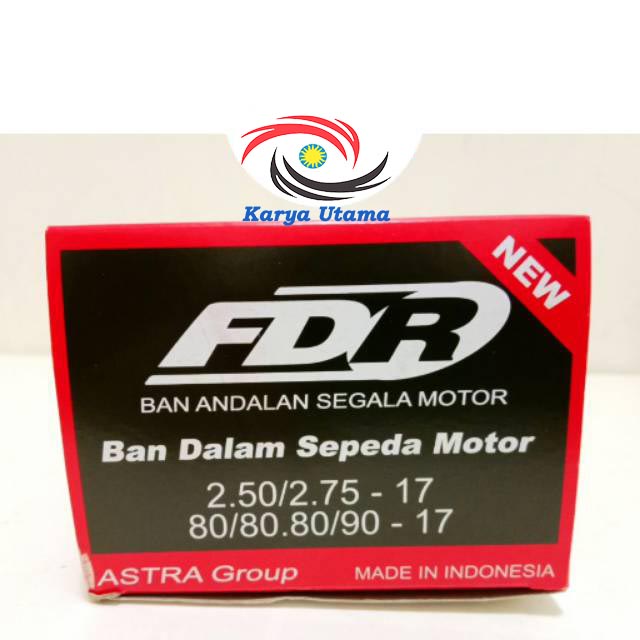 Karya Utama
NEW
FDR
BAN ANDALAN SEGALA MOTOR
Ban Dalam Sepeda Motor
2.50/2.75 - 17
80/80.80/90 - 17
ASTRA Group MADE IN INDONESIA